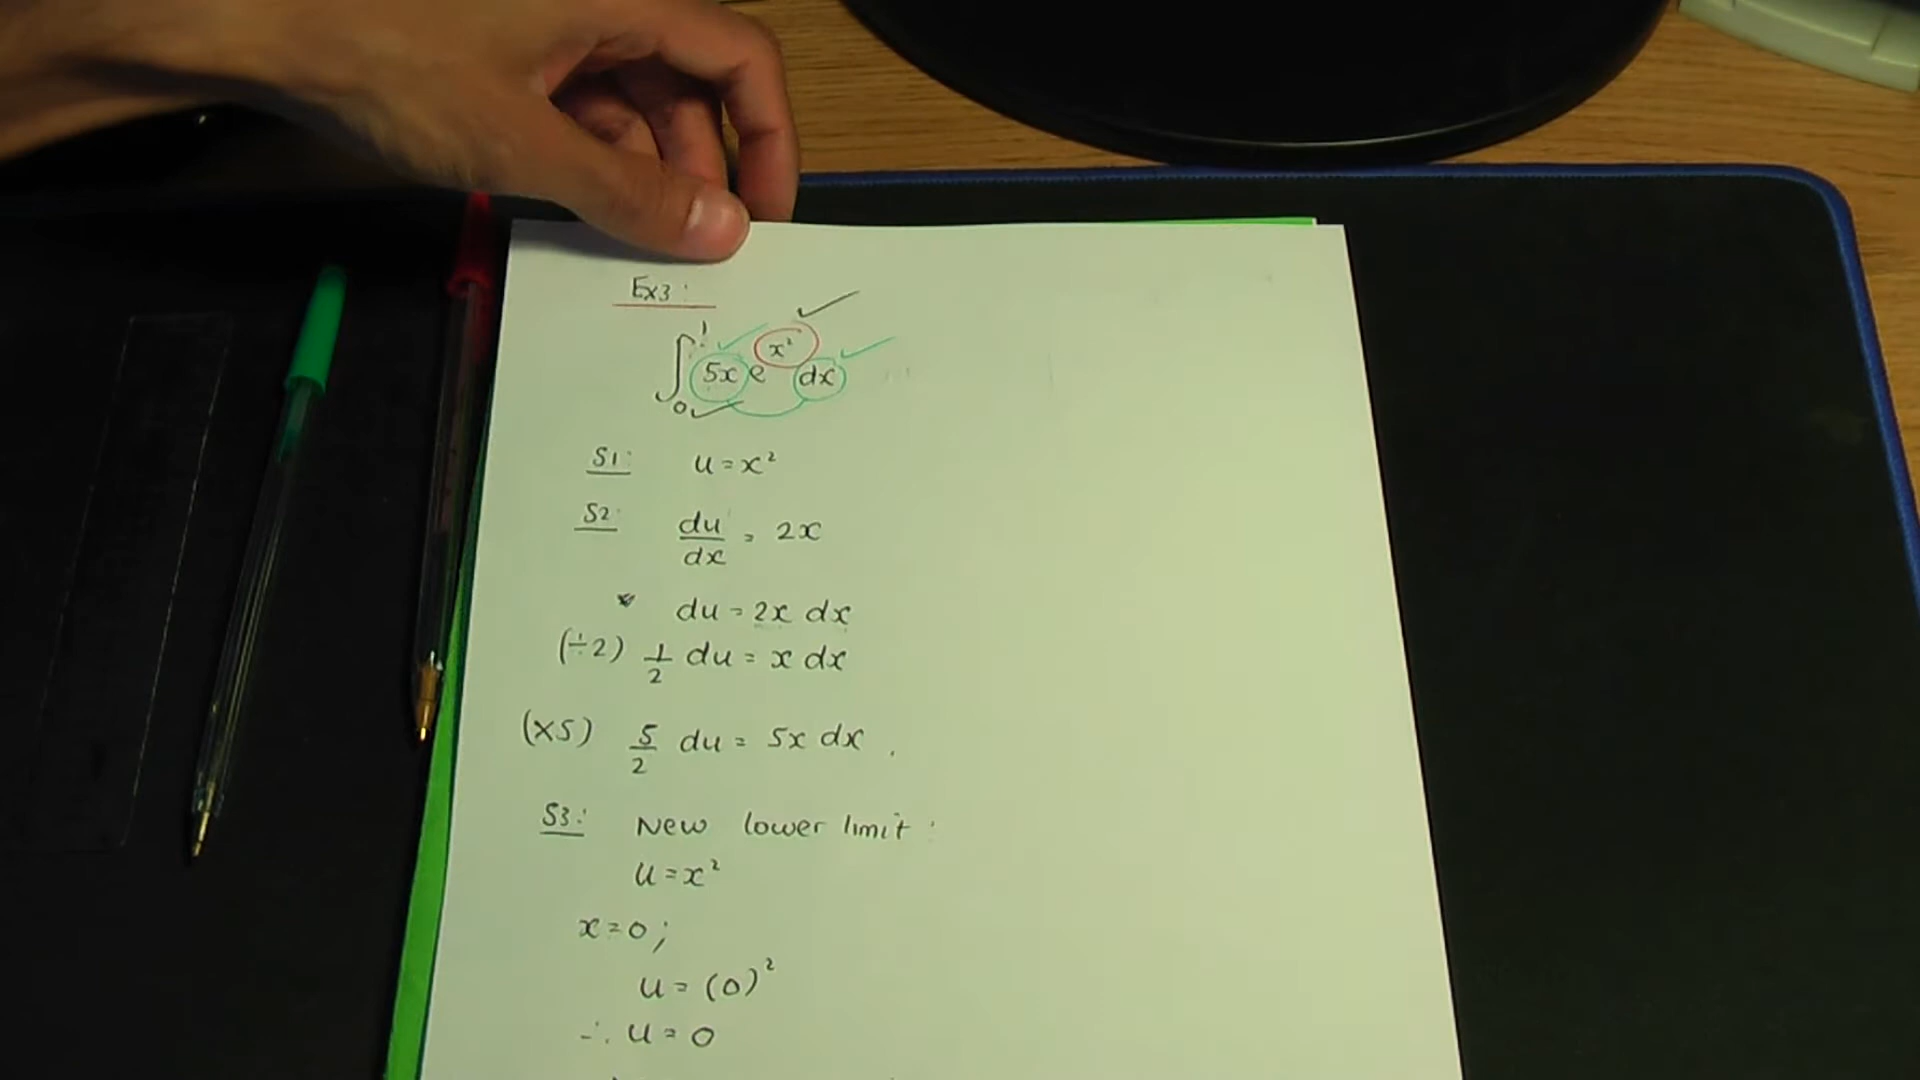 Ex3:
∫₀¹ 5x e^x² dx
S1: u = x²
S2: du/dx = 2x
* du = 2x dx
(÷2) 1/2 du = x dx
(×5) 5/2 du = 5x dx.
S3: New lower limit:
u = x²
x = 0;
u = (0)²
∴ u = 0